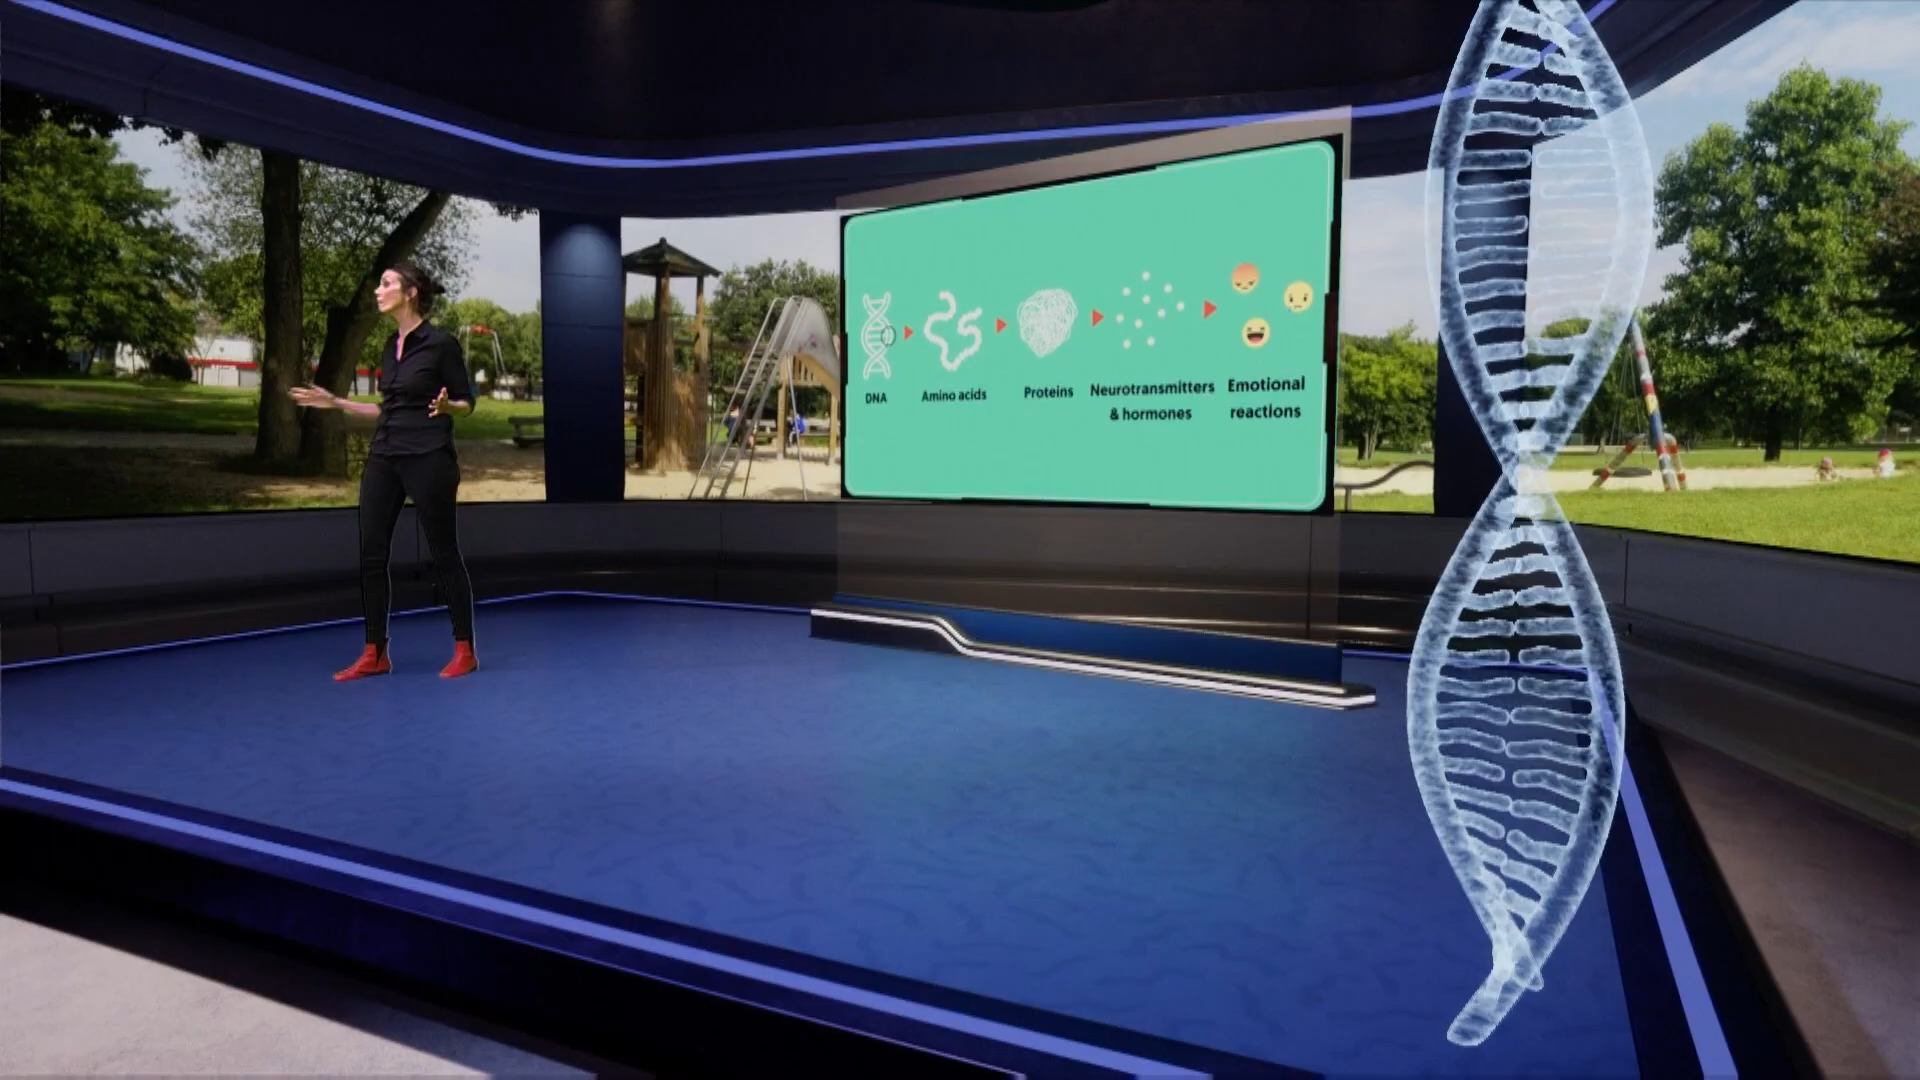 DNA
Amino acids
Proteins
Neurotransmitters
& hormones
Emotional
reactions